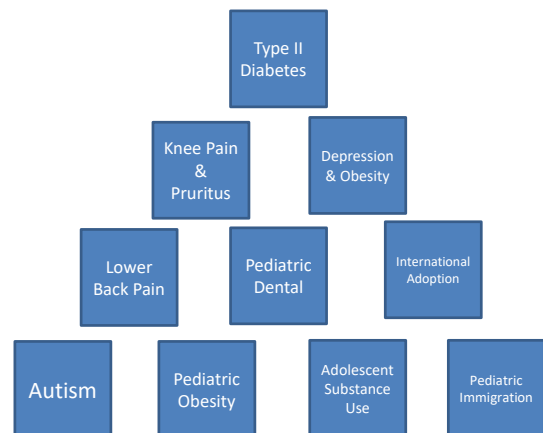 Type II
Diabetes
Knee Pain
&
Pruritus
Depression
& Obesity
Lower
Back Pain
Pediatric
Dental
International
Adoption
Autism
Pediatric
Obesity
Adolescent
Substance
Use
Pediatric
Immigration